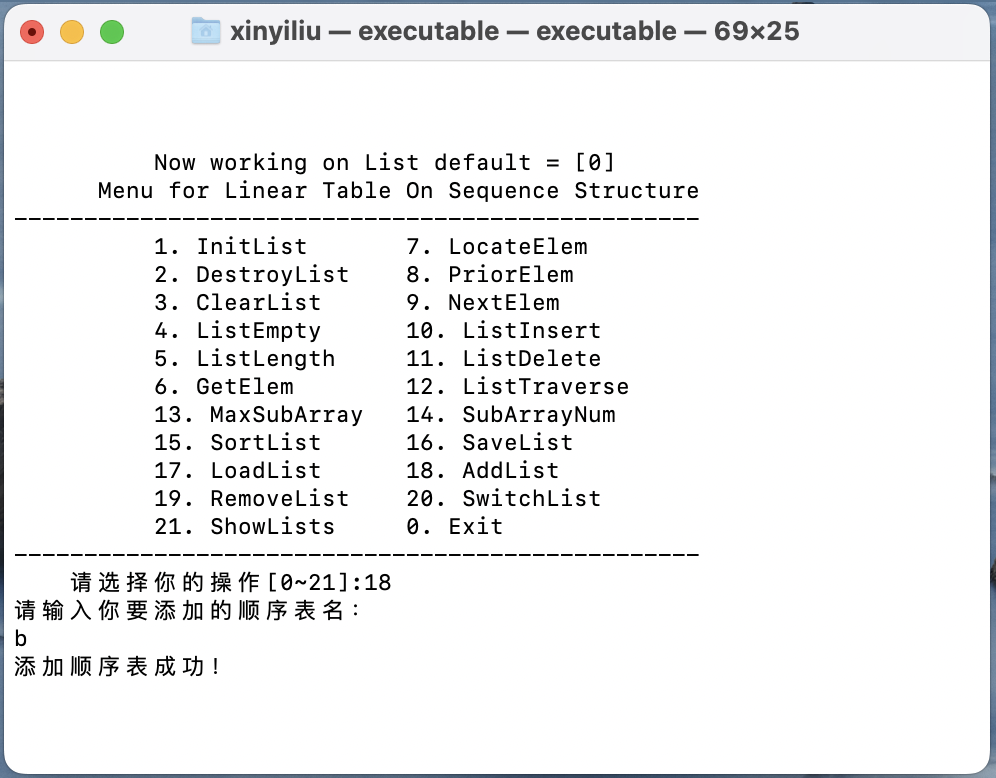 xinyiliu — executable — executable — 69×25
Now working on List default = [0]
Menu for Linear Table On Sequence Structure
-------------------------------------------------
1. InitList 7. LocateElem
2. DestroyList 8. PriorElem
3. ClearList 9. NextElem
4. ListEmpty 10. ListInsert
5. ListLength 11. ListDelete
6. GetElem 12. ListTraverse
13. MaxSubArray 14. SubArrayNum
15. SortList 16. SaveList
17. LoadList 18. AddList
19. RemoveList 20. SwitchList
21. ShowLists 0. Exit
-------------------------------------------------
请选择你的操作[0~21]:18
请输入你要添加的顺序表名：
b
添加顺序表成功！